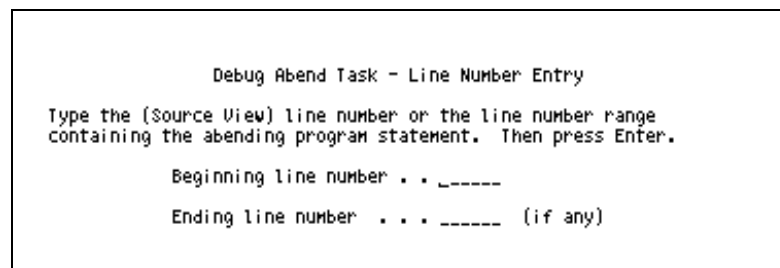 Debug Abend Task - Line Number Entry
Type the (Source View) line number or the line number range
containing the abending program statement. Then press Enter.
Beginning line number . . ______
Ending line number . . . ______ (if any)